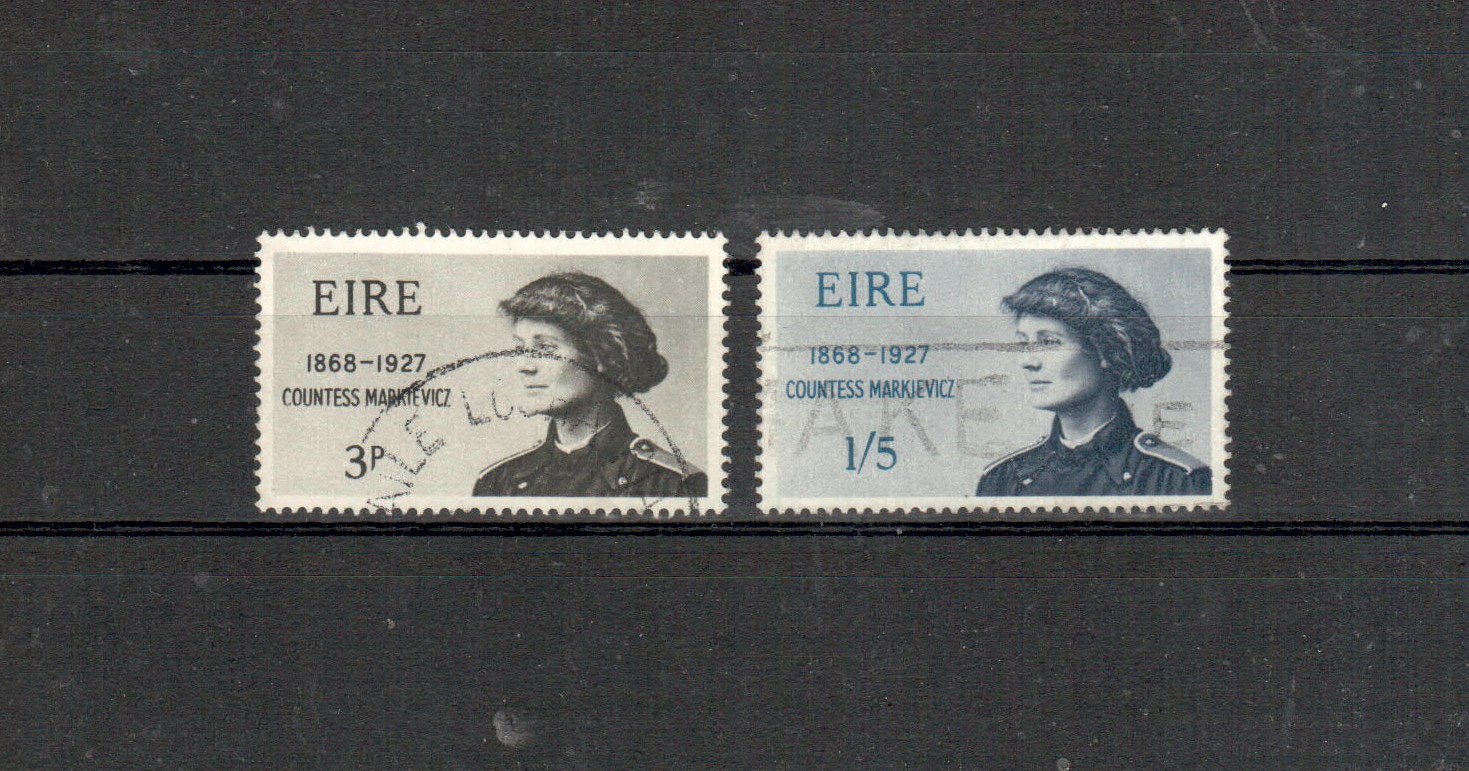 EIRE
1868-1927
COUNTESS MARKIEVICZ
3P
EIRE
1868-1927
COUNTESS MARKIEVICZ
1/5